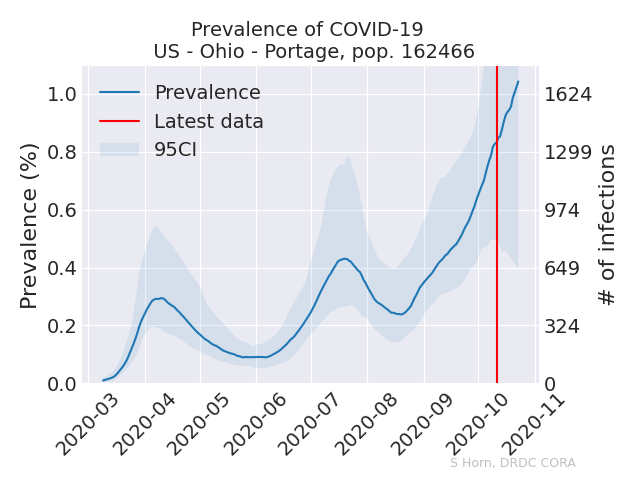 Prevalence of COVID-19
US - Ohio - Portage, pop. 162466
Prevalence (%)
1.0
0.8
0.6
0.4
0.2
0.0
Prevalence
Latest data
95CI
1624
1299
974
649
324
0
# of infections
2020-03
2020-04
2020-05
2020-06
2020-07
2020-08
2020-09
2020-10
2020-11
S Horn, DRDC CORA